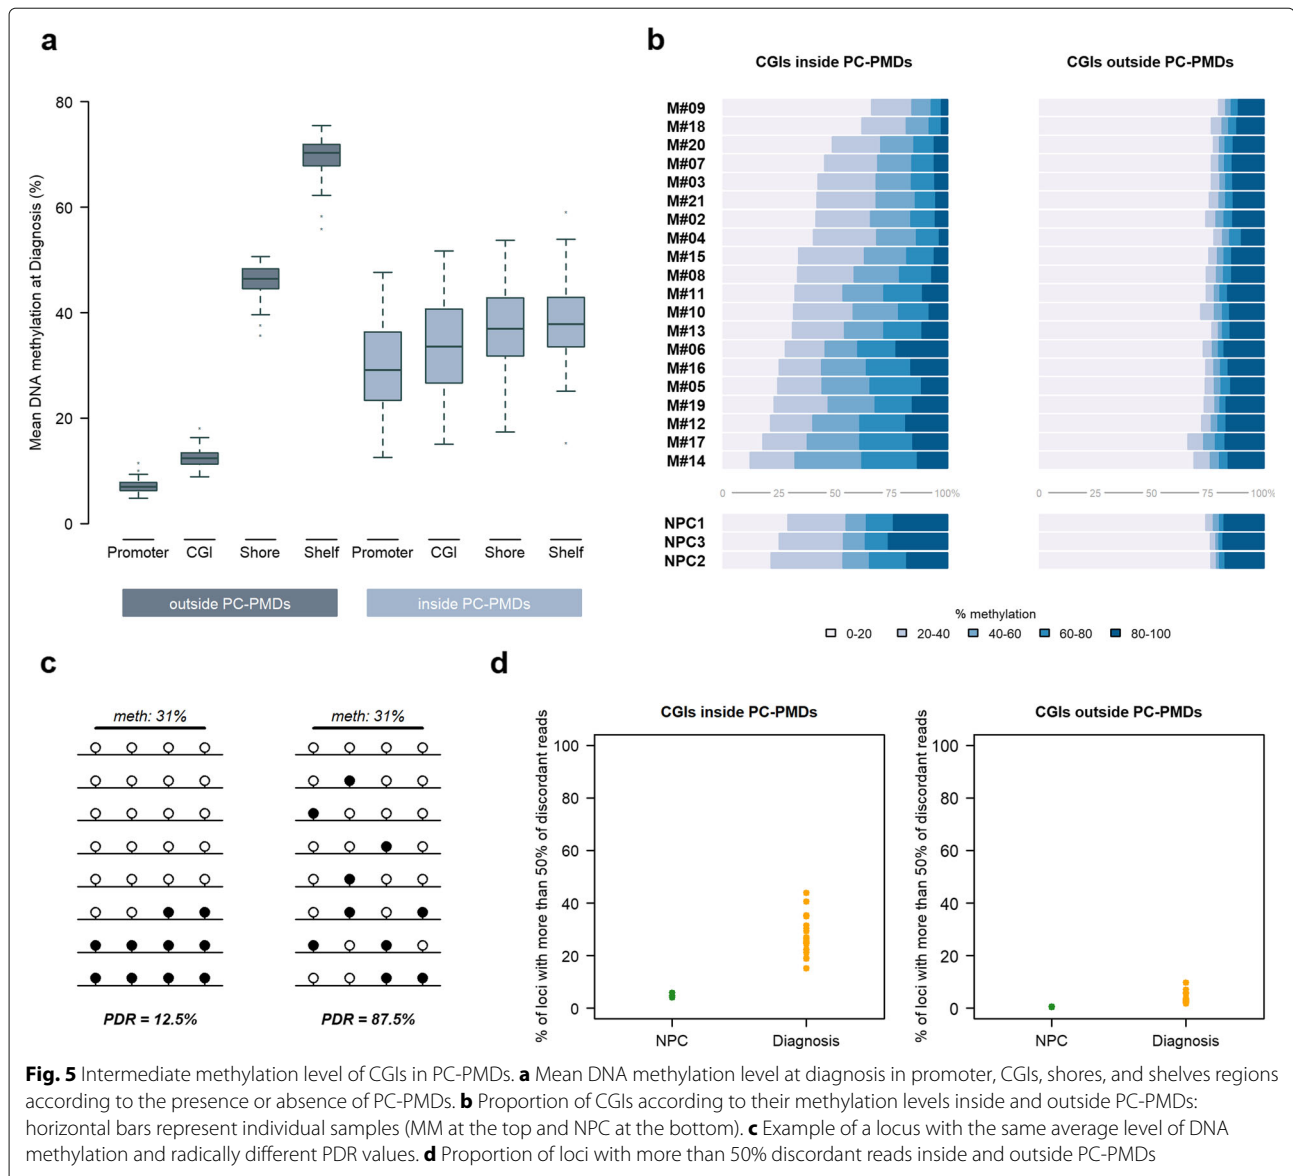 a
Mean DNA methylation at Diagnosis (%)
80
60
40
20
0
Promoter CGI Shore Shelf Promoter CGI Shore Shelf
outside PC-PMDs inside PC-PMDs
b
CGIs inside PC-PMDs CGIs outside PC-PMDs
M#09
M#18
M#20
M#07
M#03
M#21
M#02
M#04
M#15
M#08
M#11
M#10
M#13
M#06
M#16
M#05
M#19
M#12
M#17
M#14
0 25 50 75 100% 0 25 50 75 100%
NPC1
NPC3
NPC2
% methylation
0-20 20-40 40-60 60-80 80-100
c
meth: 31% meth: 31%
PDR = 12.5% PDR = 87.5%
d
CGIs inside PC-PMDs
% of loci with more than 50% of discordant reads
100
80
60
40
20
0
NPC Diagnosis
CGIs outside PC-PMDs
% of loci with more than 50% of discordant reads
100
80
60
40
20
0
NPC Diagnosis
Fig. 5 Intermediate methylation level of CGIs in PC-PMDs. a Mean DNA methylation level at diagnosis in promoter, CGIs, shores, and shelves regions
according to the presence or absence of PC-PMDs. b Proportion of CGIs according to their methylation levels inside and outside PC-PMDs:
horizontal bars represent individual samples (MM at the top and NPC at the bottom). c Example of a locus with the same average level of DNA
methylation and radically different PDR values. d Proportion of loci with more than 50% discordant reads inside and outside PC-PMDs